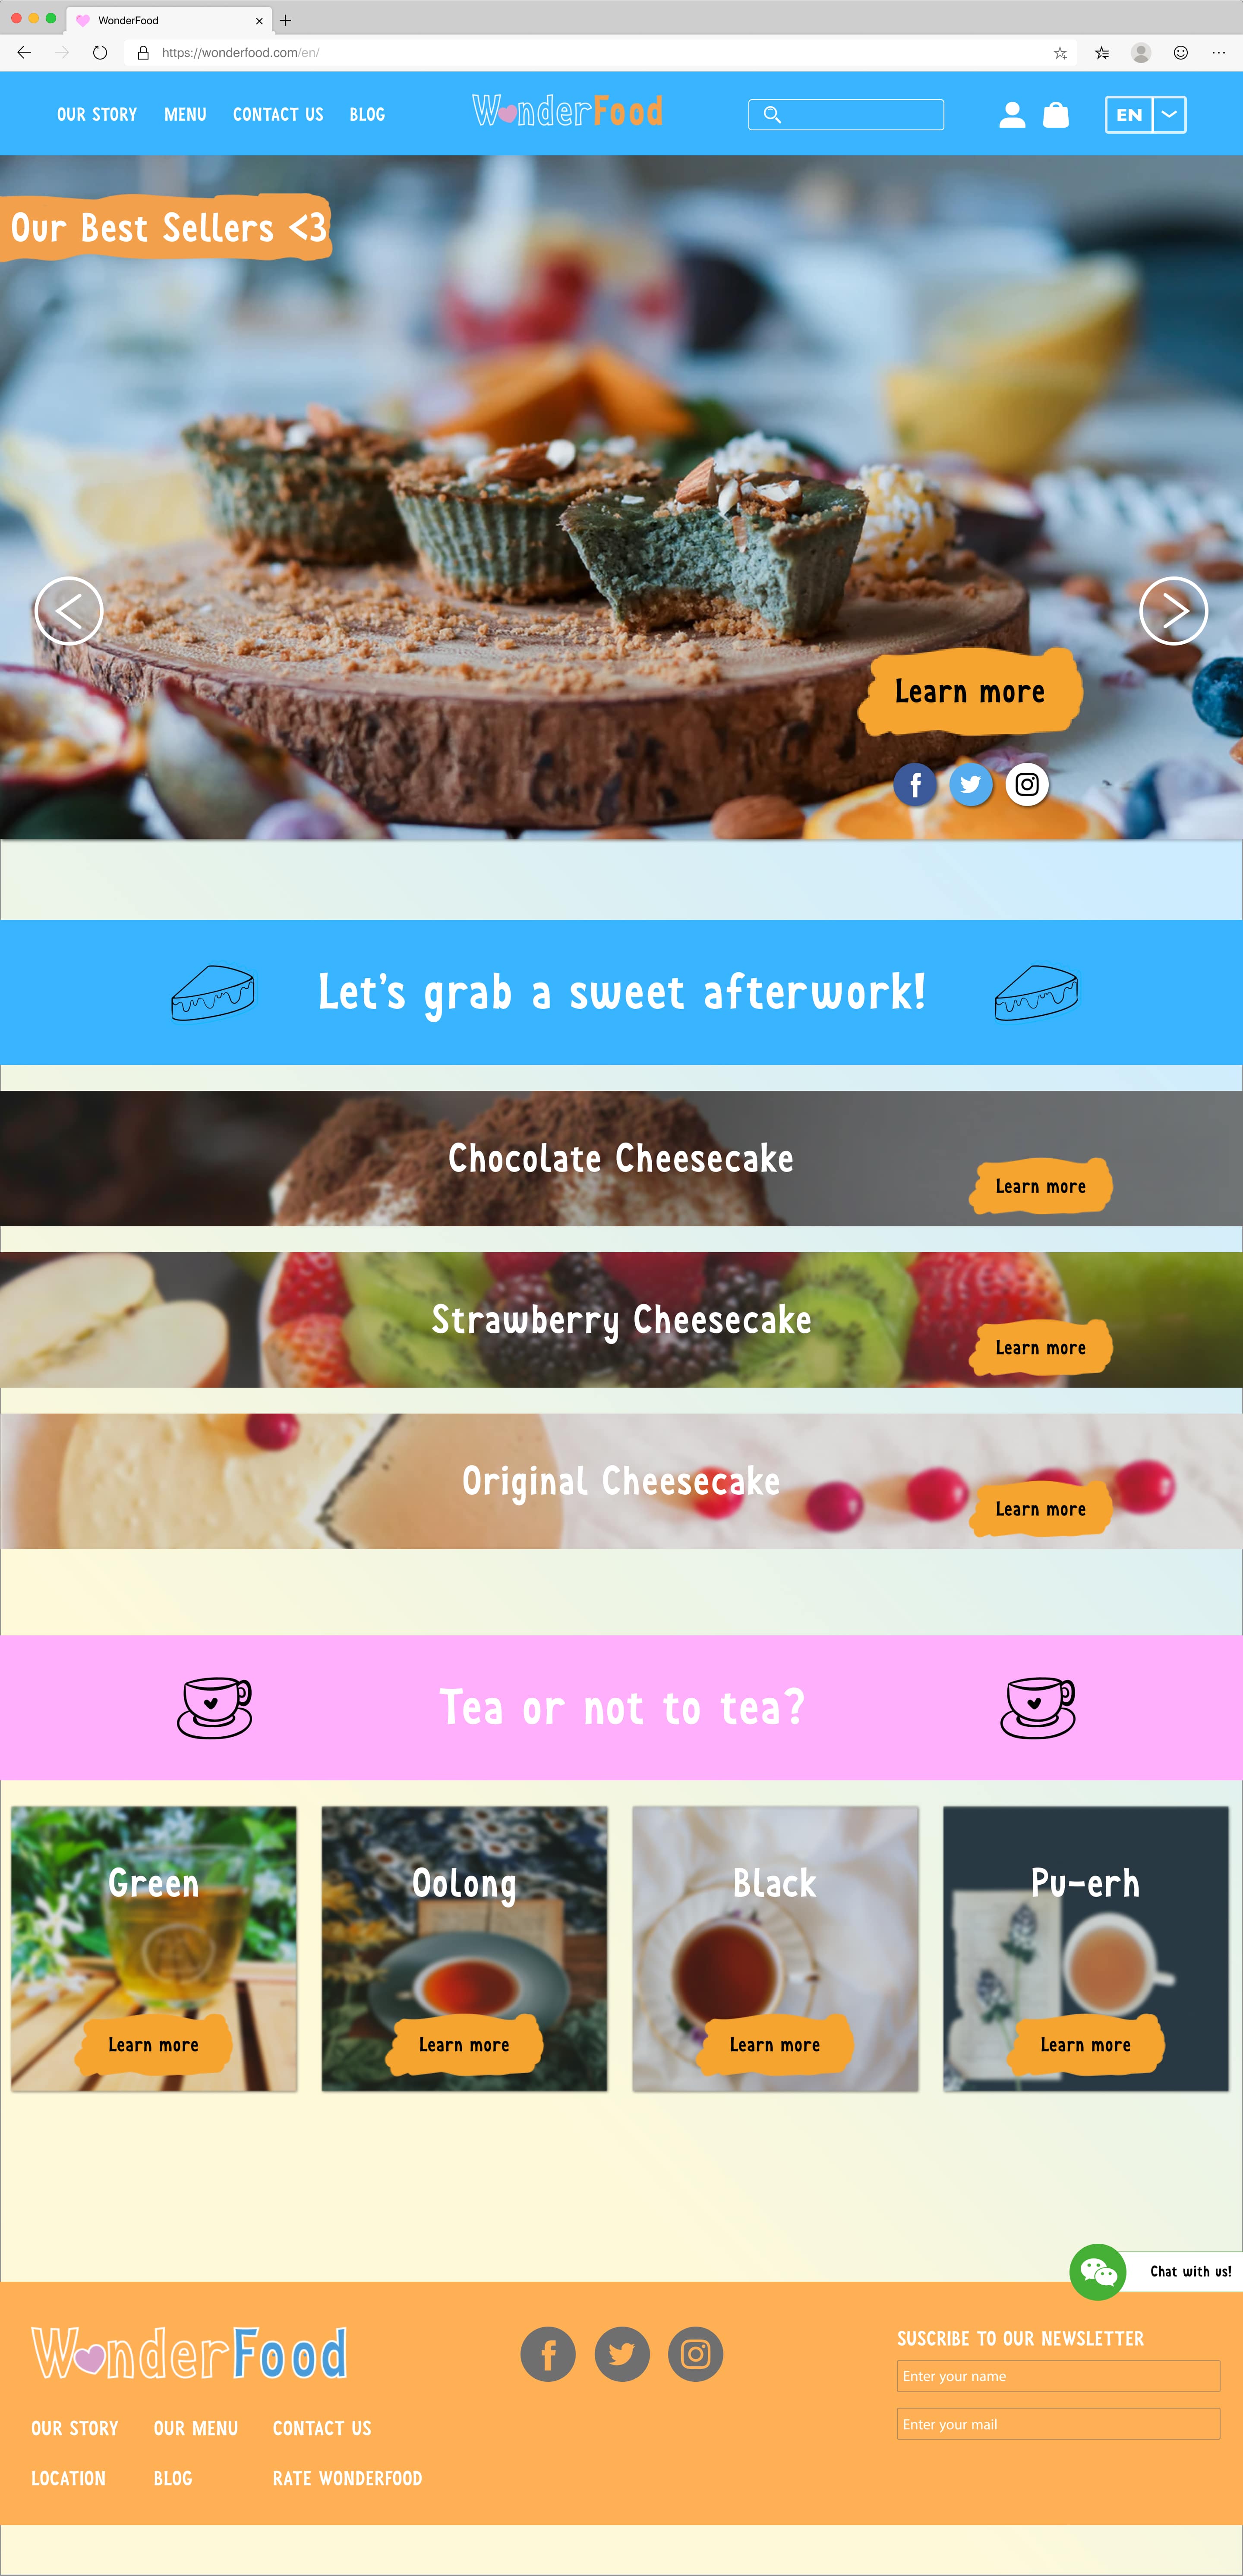 WonderFood
https://wonderfood.com/en/
OUR STORY MENU CONTACT US BLOG
WonderFood
EN
Our Best Sellers <3
Learn more
Let's grab a sweet afterwork!
Chocolate Cheesecake
Learn more
Strawberry Cheesecake
Learn more
Original Cheesecake
Learn more
Tea or not to tea?
Green
Oolong
Black
Pu-erh
Learn more
Learn more
Learn more
Learn more
Chat with us!
WonderFood
SUSCRIBE TO OUR NEWSLETTER
Enter your name
Enter your mail
OUR STORY OUR MENU CONTACT US
LOCATION BLOG RATE WONDERFOOD